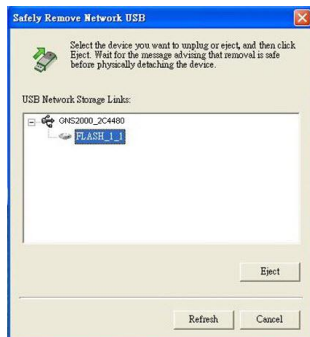 Safely Remove Network USB
Select the device you want to unplug or eject, and then click
Eject. Wait for the message advising that removal is safe
before physically detaching the device.
USB Network Storage Links:
GNS2000_2C4480
FLASH_1_1
Eject
Refresh
Cancel